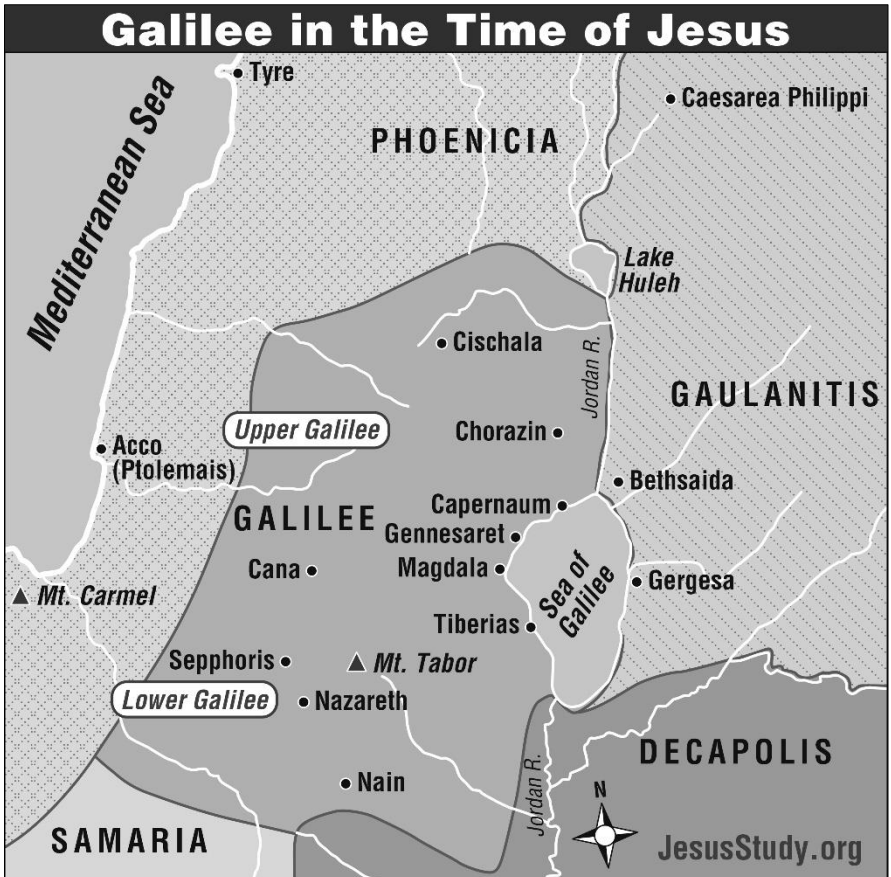 Galilee in the Time of Jesus
Tyre
Caesarea Philippi
PHOENICIA
Mediterranean Sea
Lake
Huleh
Cischala
Jordan R.
GAULANITIS
Upper Galilee
Chorazin
Acco
(Ptolemais)
Bethsaida
Capernaum
GALILEE
Gennesaret
Cana
Magdala
Sea of
Galilee
Gergesa
Mt. Carmel
Tiberias
Sepphoris
Mt. Tabor
Lower Galilee
Nazareth
DECAPOLIS
Nain
Jordan R.
N
SAMARIA
JesusStudy.org